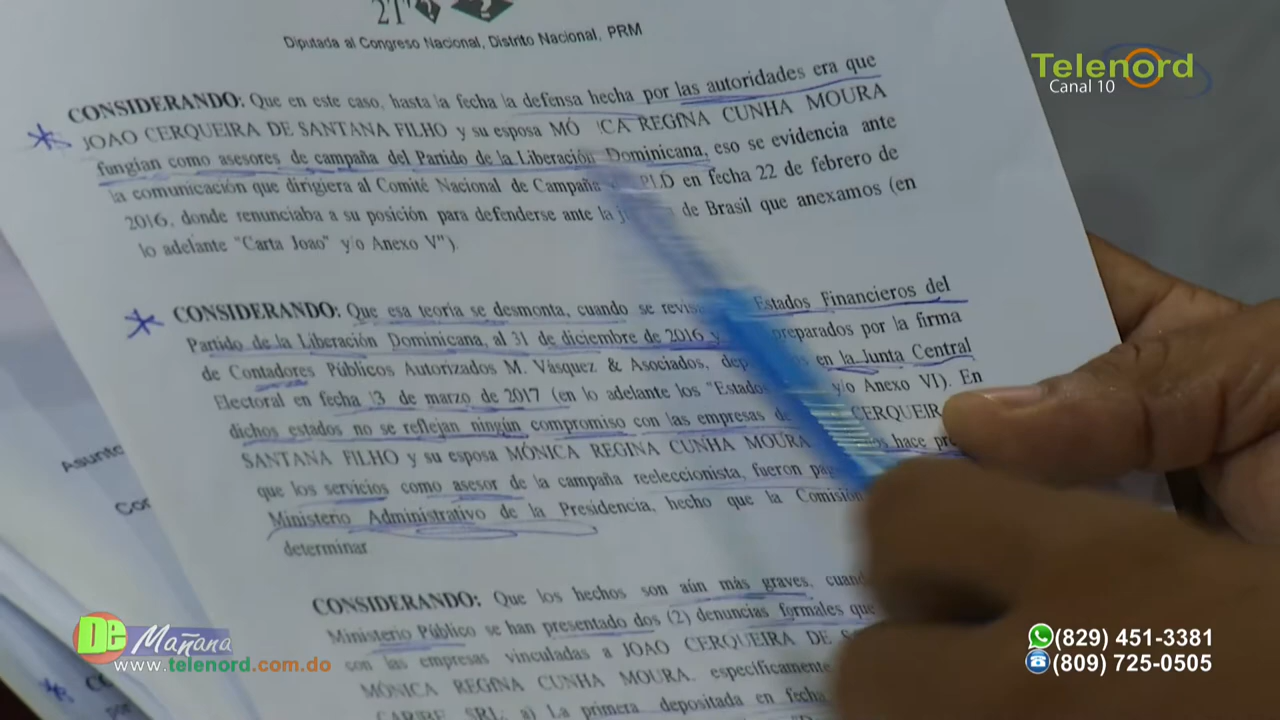 21
Diputada al Congreso Nacional, Distrito Nacional, PRM
Telenord
Canal 10
CONSIDERANDO: Que en este caso, hasta la fecha la defensa hecha por las autoridades era que
JOAO CERQUEIRA DE SANTANA FILHO y su esposa MÓ ICA REGINA CUNHA MOURA
fungían como asesores de campaña del Partido de la Liberación Dominicana, eso se evidencia ante
la comunicación que dirigiera al Comité Nacional de Campaña PLD en fecha 22 de febrero de
2016, donde renunciaba a su posición para defenderse ante la de Brasil que anexamos (en
lo adelante "Carta Joao" y/o Anexo V").
CONSIDERANDO: Que esa teoría se desmonta, cuando se revis Estados Financieros del
Partido de la Liberación Dominicana, al 31 de diciembre de 2016 y preparados por la firma
de Contadores Públicos Autorizados M. Vásquez & Asociados, dep en la Junta Central
Electoral en fecha 13 de marzo de 2017 (en lo adelante los "Estados y/o Anexo VI). En
dichos estados no se reflejan ningún compromiso con las empresas de CERQUEIRA
SANTANA FILHO y su esposa MÓNICA REGINA CUNHA MOURA hace pre
que los servicios como asesor de la campaña reeleccionista, fueron pa
Ministerio Administrativo de la Presidencia, hecho que la Comisión
determinar
CONSIDERANDO: Que los hechos son aún más graves, cuand
Ministerio Público se han presentado dos (2) denuncias formales que
con las empresas vinculadas a JOAO CERQUEIRA DE
MÓNICA REGINA CUNHA MOURA, específicamente
CARIBE SRL: a) La primera depositada en fecha
Asunto
De Mañana
www.telenord.com.do
(829) 451-3381
(809) 725-0505